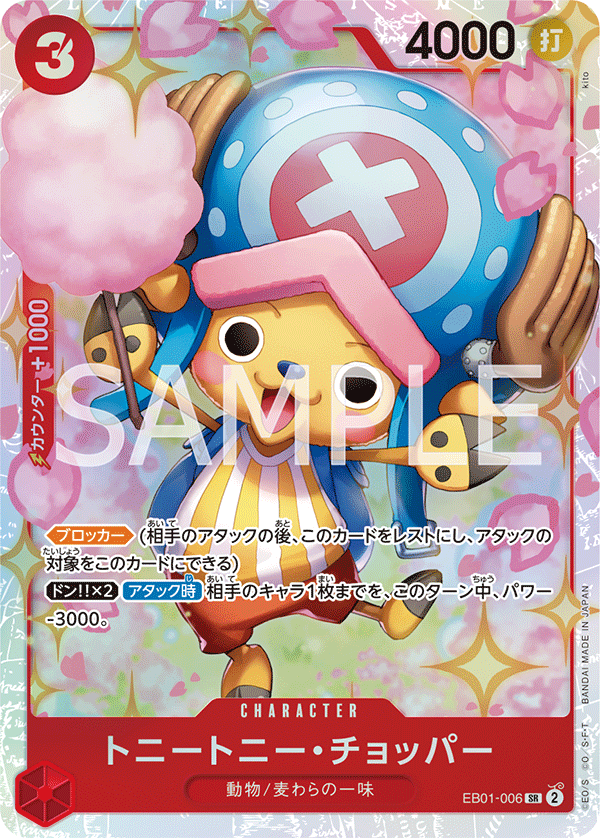 3
4000
打
kito
カウンター+1000
SAMPLE
ブロッカー (相手のアタックの後、このカードをレストにし、アタックの
対象をこのカードにできる)
ドン!!×2 アタック時 相手のキャラ1枚までを、このターン中、パワー
-3000。
©E.O/S ©O/S・F・T BANDAI MADE IN JAPAN
CHARACTER
トニートニー・チョッパー
動物/麦わらの一味
EB01-006 SR 2